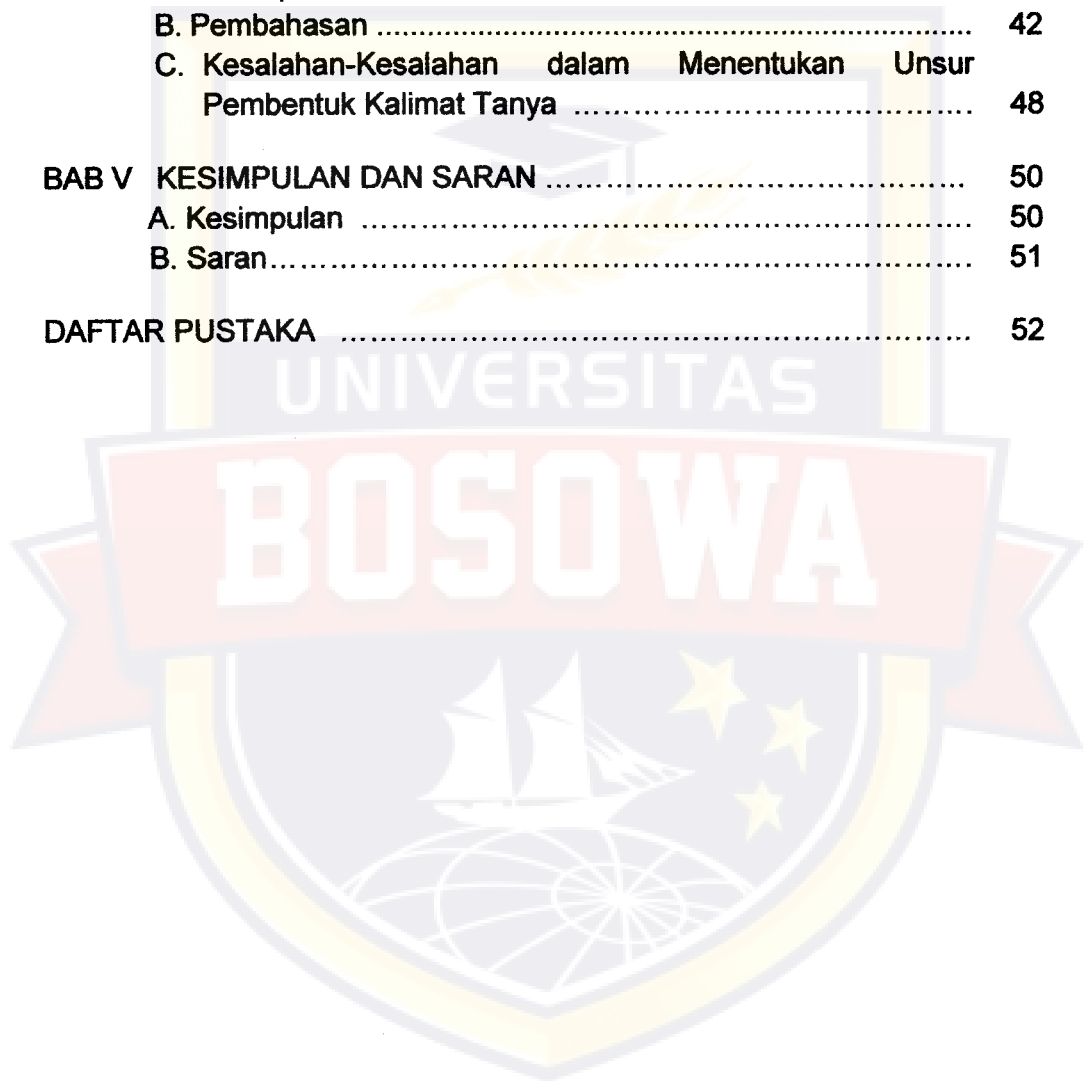 B. Pembahasan ........................................................................ 42
C. Kesalahan-Kesalahan dalam Menentukan Unsur
Pembentuk Kalimat Tanya ................................................ 48
BAB V KESIMPULAN DAN SARAN ................................................ 50
A. Kesimpulan ........................................................................ 50
B. Saran........................................................................ 51
DAFTAR PUSTAKA ........................................................................ 52
UNIVERSITAS
BOSOWA